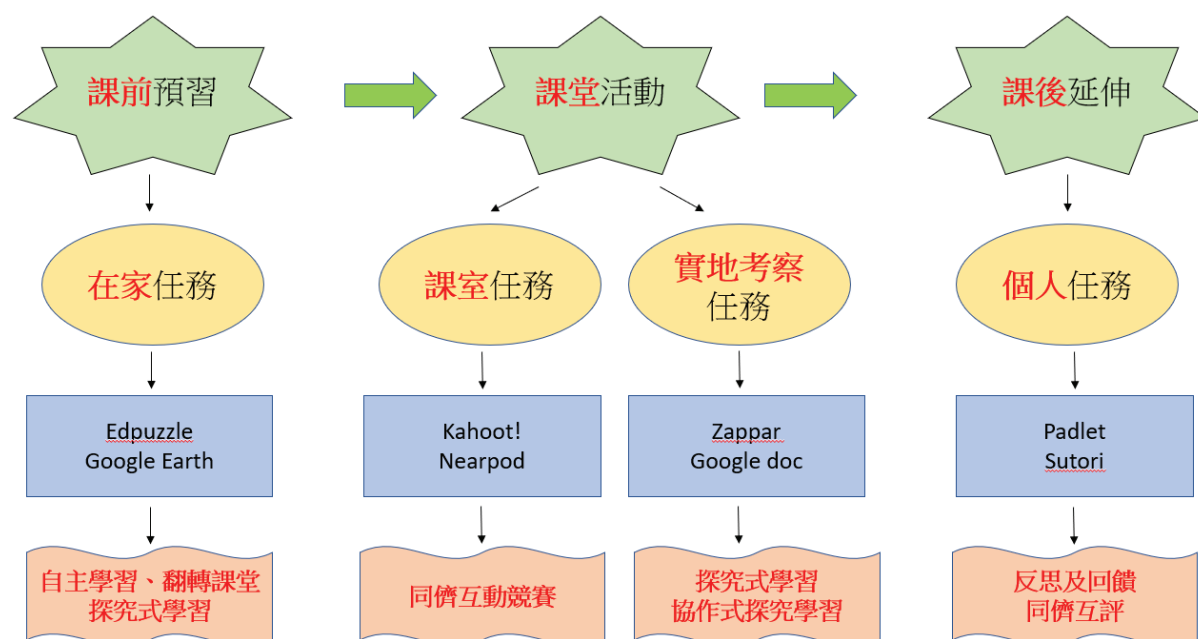 課前預習
課堂活動
課後延伸
在家任務
課室任務
實地考察
任務
個人任務
Edpuzzle
Google Earth
Kahoot!
Nearpod
Zappar
Google doc
Padlet
Sutori
自主學習、翻轉課堂
探究式學習
同儕互動競賽
探究式學習
協作式探究學習
反思及回饋
同儕互評